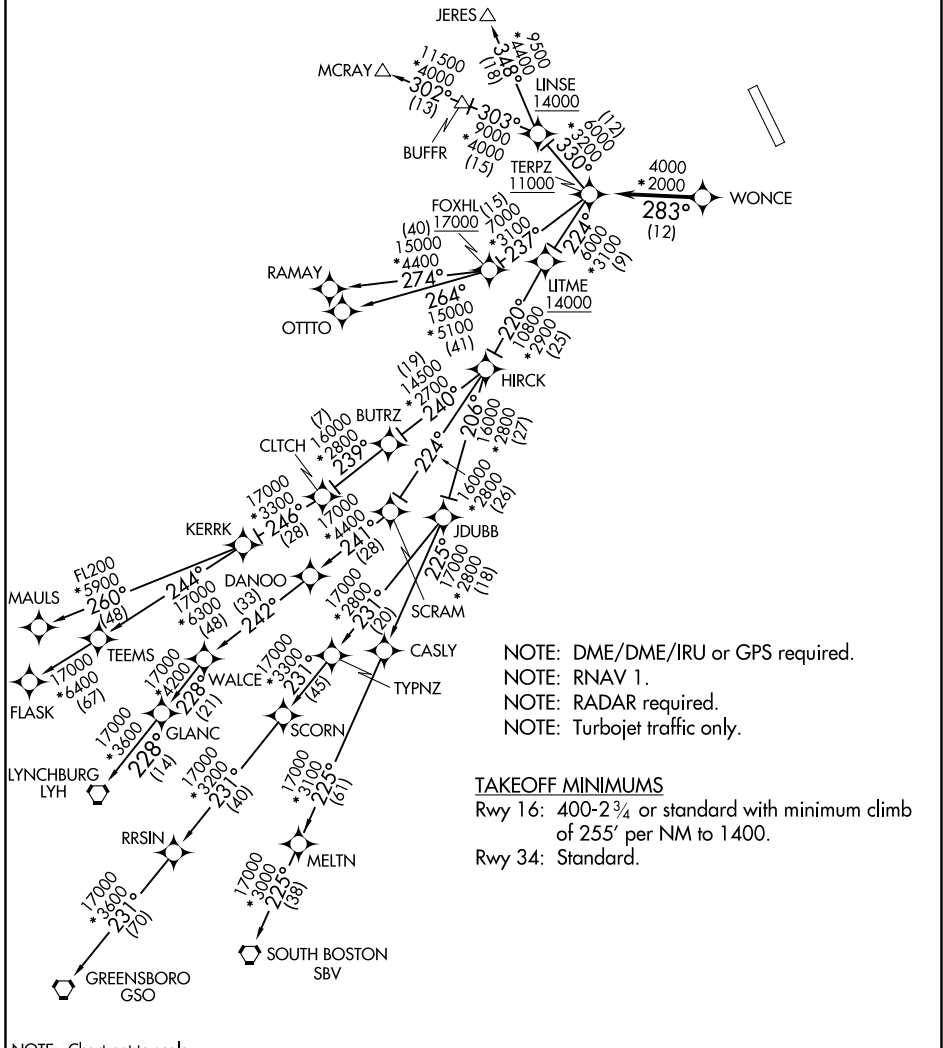 JERES
9500
*4400
348°
(18)
MCRAY
11500
*4000
302°
(13)
LINSE
14000
BUFFR
303°
9000
*4000
(15)
(12)
6000
*3200
330°
TERPZ
11000
4000
*2000
283°
(12)
WONCE
FOXHL
17000
(15)
7000
*3100
237°
224°
6000
*3100
(9)
(40)
15000
*4400
274°
RAMAY
OTTTO
264°
15000
*5100
(41)
LITME
14000
220°
10800
*2900
(25)
HIRCK
(19)
14500
*2700
240°
BUTRZ
206°
16000
*2800
(27)
224°
16000
*2800
(26)
CLTCH
(7)
16000
*2800
239°
KERRK
17000
*3300
246°
(28)
17000
*4400
241°
(28)
JDUBB
SCRAM
MAULS
FL200
*5900
260°
(48)
244°
17000
*6300
(48)
DANOO
(33)
242°
17000
*2800
231°
(20)
225°
17000
*2800
(18)
TEEMS
FLASK
17000
*6400
(67)
WALCE
17000
*4200
228°
(21)
17000
*3300
231°
(45)
TYPNZ
CASLY
GLANC
SCORN
17000
*3600
228°
(14)
LYNCHBURG
LYH
17000
*3200
231°
(40)
17000
*3100
225°
(61)
RRSIN
MELTN
17000
*3600
231°
(70)
17000
*3000
225°
(38)
GREENSBORO
GSO
SOUTH BOSTON
SBV
NOTE: DME/DME/IRU or GPS required.
NOTE: RNAV 1.
NOTE: RADAR required.
NOTE: Turbojet traffic only.
TAKEOFF MINIMUMS
Rwy 16: 400-2 3/4 or standard with minimum climb
of 255' per NM to 1400.
Rwy 34: Standard.
NOTE: Chart not to scale.